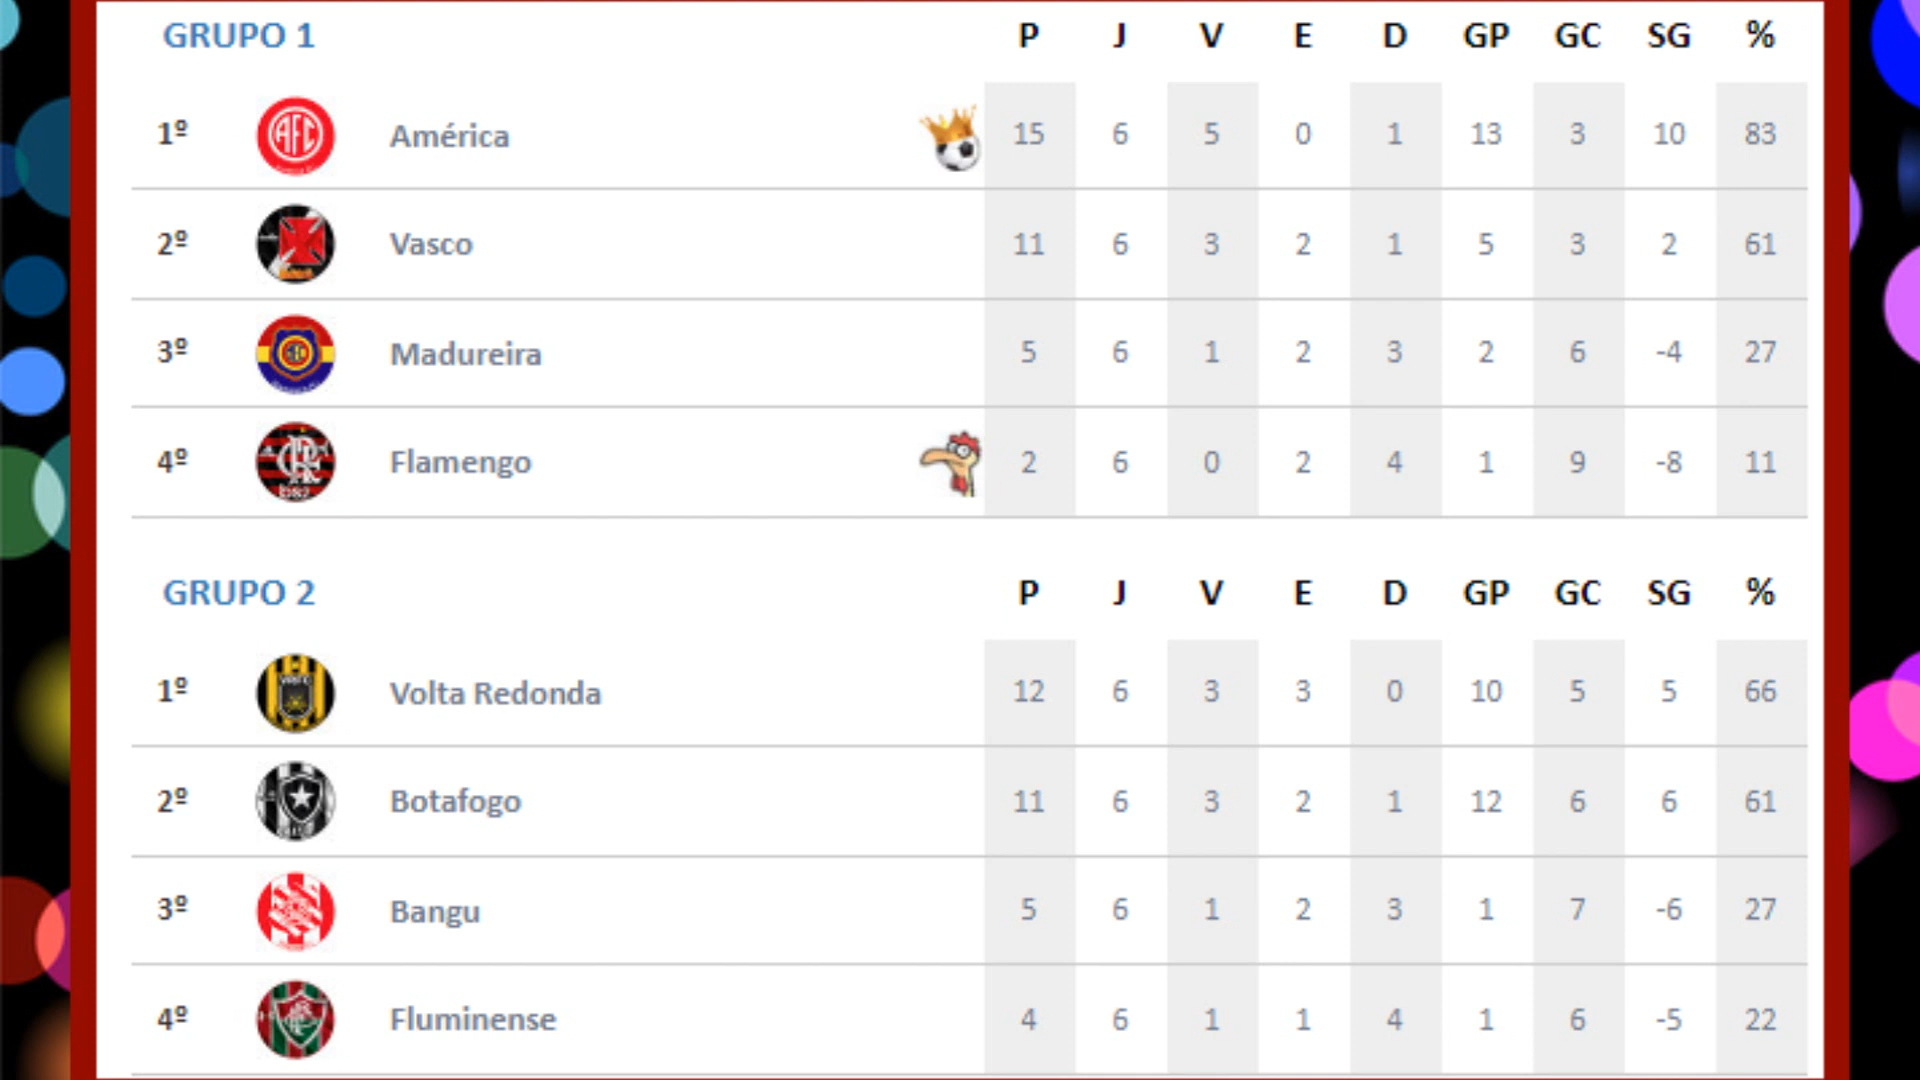 GRUPO 1 P J V E D GP GC SG %
1º AFC América 15 6 5 0 1 13 3 10 83
2º Vasco 11 6 3 2 1 5 3 2 61
3º Madureira 5 6 1 2 3 2 6 -4 27
4º Flamengo 2 6 0 2 4 1 9 -8 11
GRUPO 2 P J V E D GP GC SG %
1º Volta Redonda 12 6 3 3 0 10 5 5 66
2º Botafogo 11 6 3 2 1 12 6 6 61
3º Bangu 5 6 1 2 3 1 7 -6 27
4º Fluminense 4 6 1 1 4 1 6 -5 22